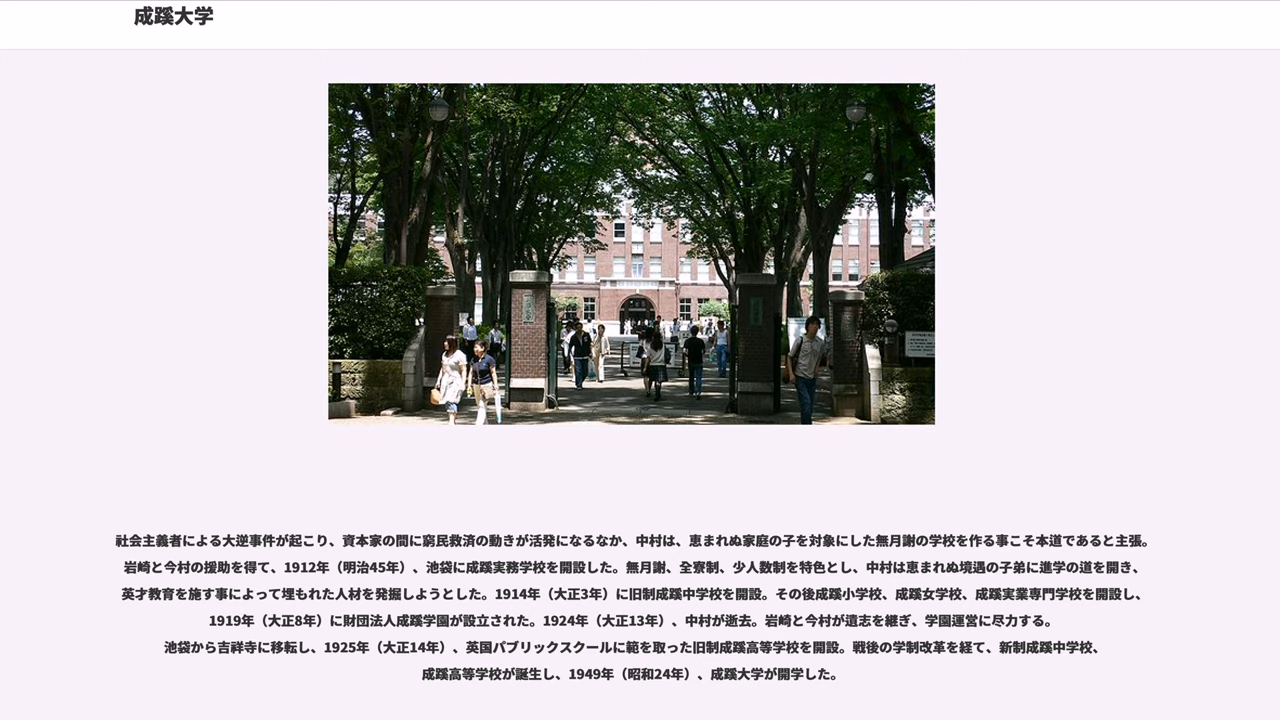 成蹊大学
社会主義者による大逆事件が起こり、資本家の間に窮民救済の動きが活発になるなか、中村は、恵まれぬ家庭の子を対象にした無月謝の学校を作る事こそ本道であると主張。
岩崎と今村の援助を得て、1912年（明治45年）、池袋に成蹊実務学校を開設した。無月謝、全寮制、少人数制を特色とし、中村は恵まれぬ境遇の子弟に進学の道を開き、
英才教育を施す事によって埋もれた人材を発掘しようとした。1914年（大正3年）に旧制成蹊中学校を開設。その後成蹊小学校、成蹊女学校、成蹊実業専門学校を開設し、
1919年（大正8年）に財団法人成蹊学園が設立された。1924年（大正13年）、中村が逝去。岩崎と今村が遺志を継ぎ、学園運営に尽力する。
池袋から吉祥寺に移転し、1925年（大正14年）、英国パブリックスクールに範を取った旧制成蹊高等学校を開設。戦後の学制改革を経て、新制成蹊中学校、
成蹊高等学校が誕生し、1949年（昭和24年）、成蹊大学が開学した。